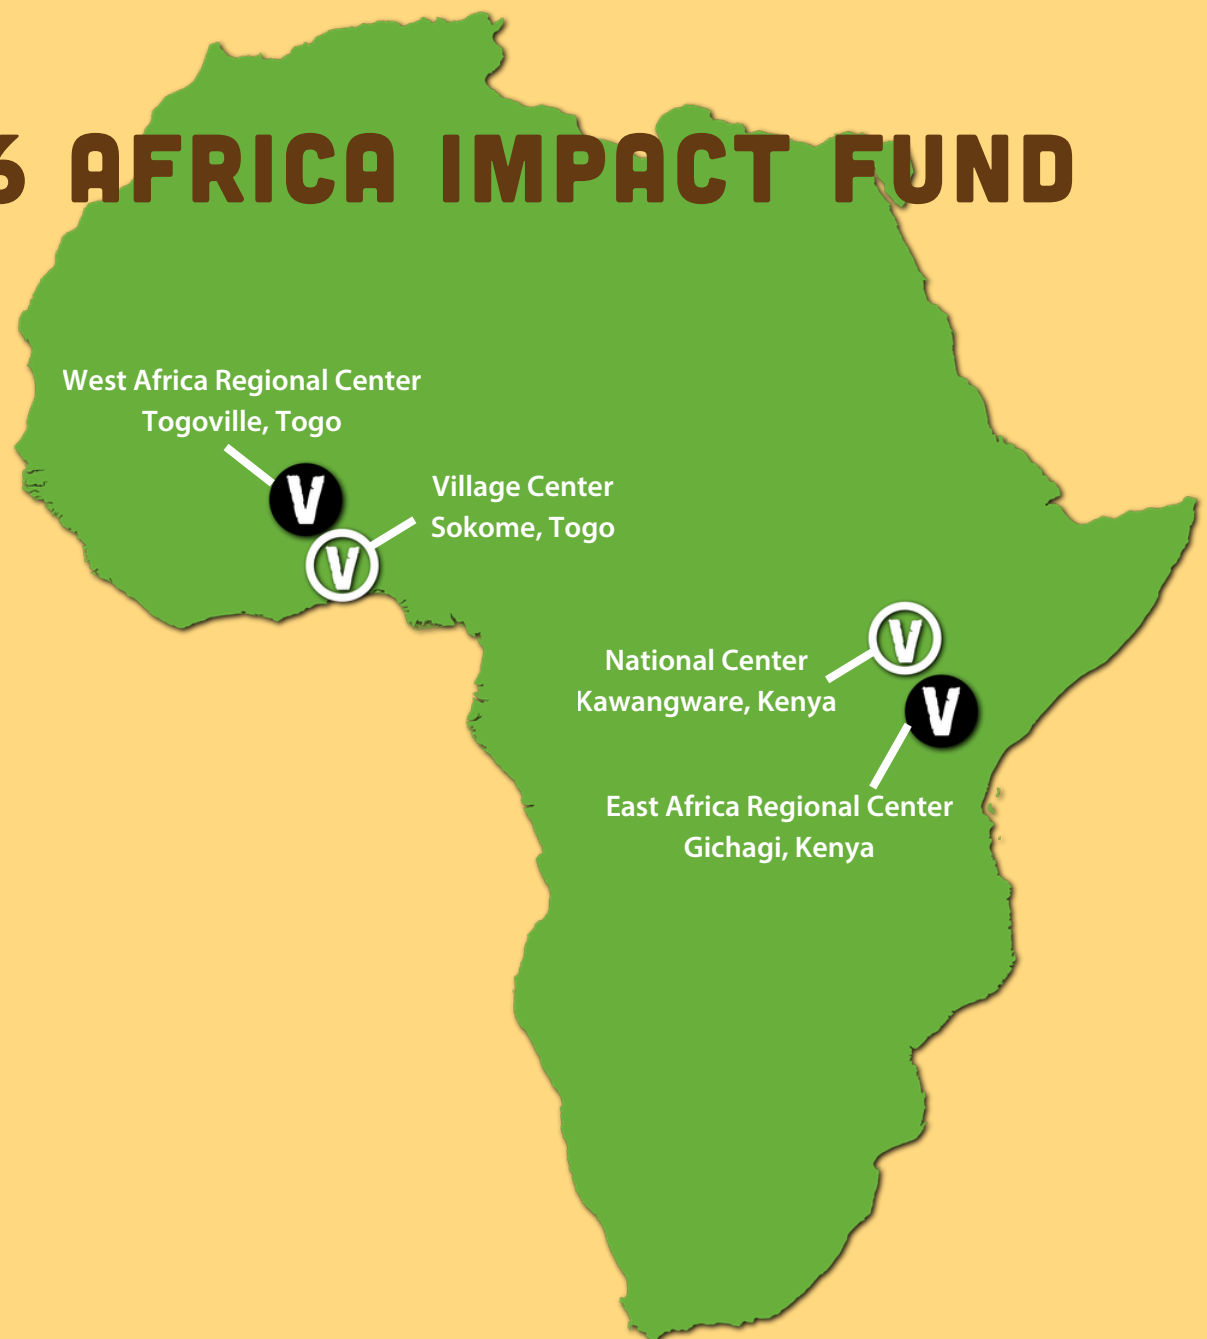 6 AFRICA IMPACT FUND
West Africa Regional Center
Togoville, Togo
V
Village Center
Sokome, Togo
V
V
National Center
Kawangware, Kenya
V
East Africa Regional Center
Gichagi, Kenya